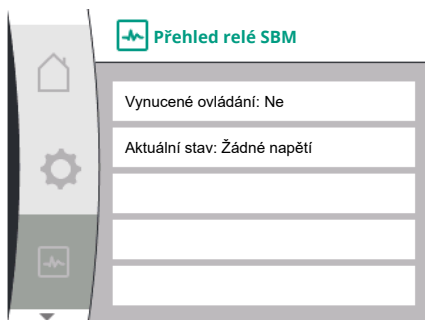 Přehled relé SBM
Vynucené ovládání: Ne
Aktuální stav: Žádné napětí